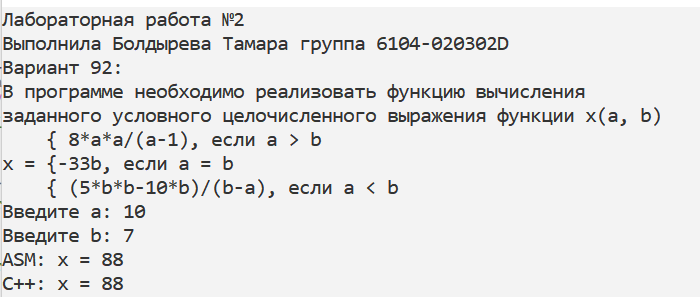 Лабораторная работа №2
Выполнила Болдырева Тамара группа 6104-020302D
Вариант 92:
В программе необходимо реализовать функцию вычисления
заданного условного целочисленного выражения функции x(a, b)
{ 8*a*a/(a-1), если a > b
x = {-33b, если a = b
{ (5*b*b-10*b)/(b-a), если a < b
Введите a: 10
Введите b: 7
ASM: x = 88
C++: x = 88